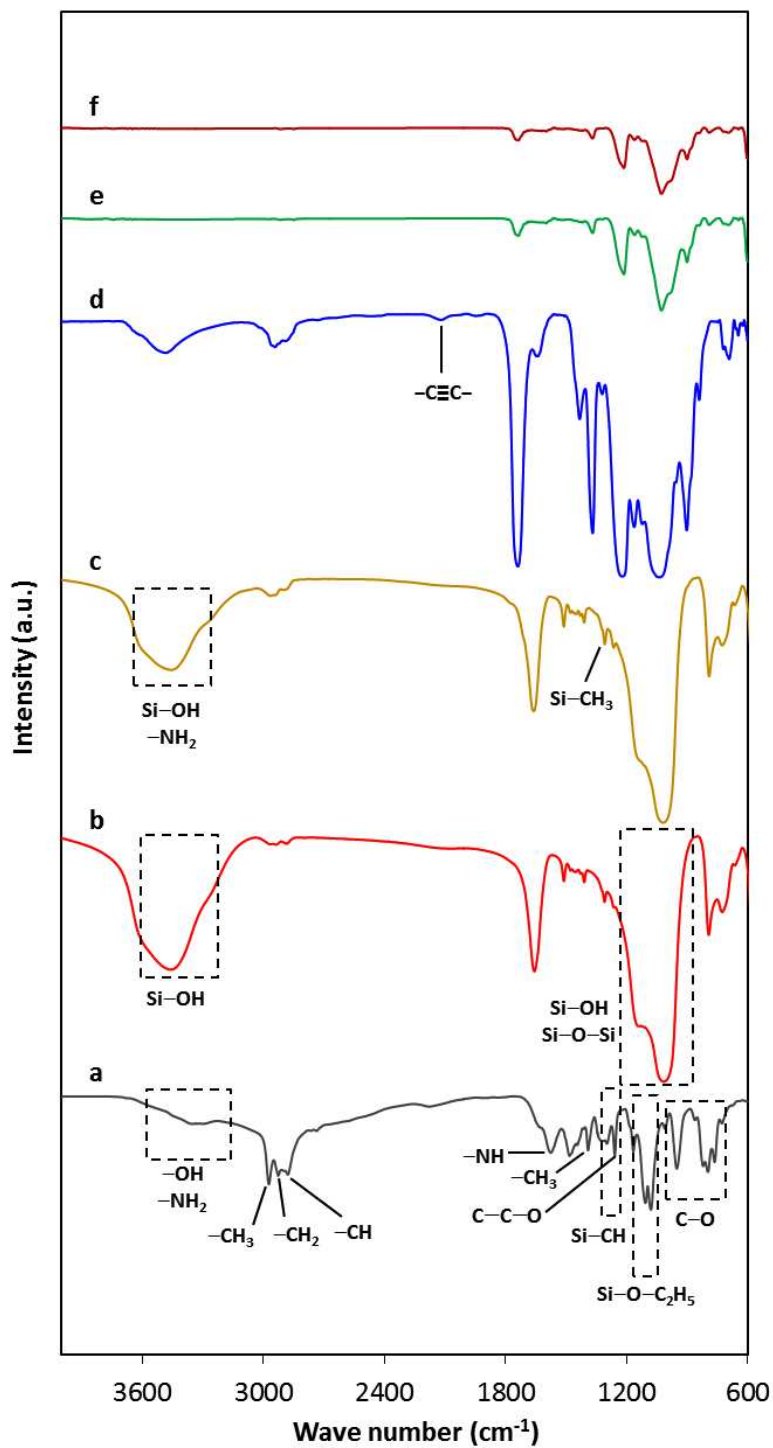 f
e
d
–C≡C–
c
Si–OH
–NH₂
Si–CH₃
b
Si–OH
Si–OH
Si–O–Si
a
–OH
–NH₂
–CH₃
–CH₂
–CH
–NH
–CH₃
C–C–O
Si–CH
C–O
Si–O–C₂H₅
Intensity (a.u.)
3600 3000 2400 1800 1200 600
Wave number (cm⁻¹)